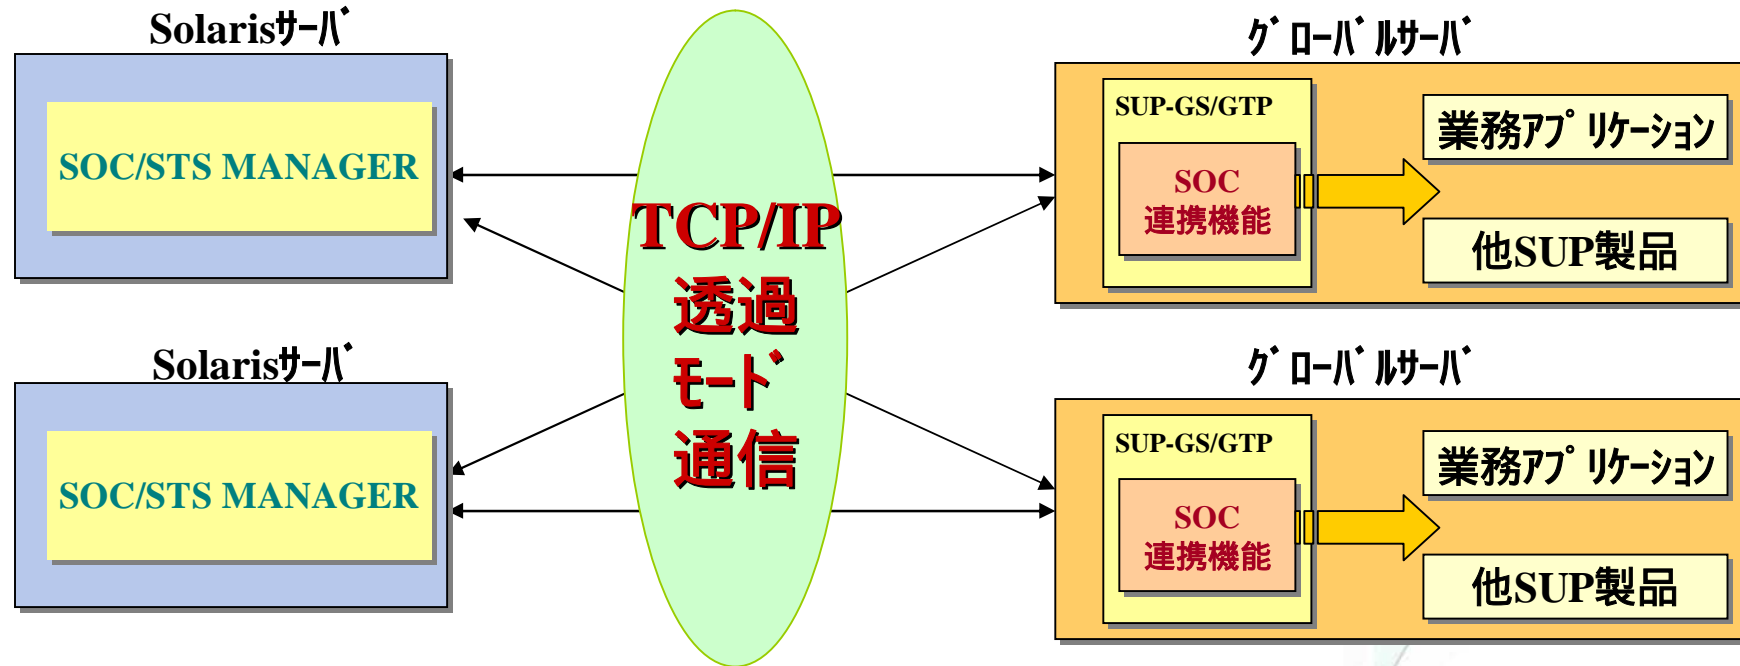 Solarisｻｰﾊﾞ
SOC/STS MANAGER
Solarisｻｰﾊﾞ
SOC/STS MANAGER
TCP/IP
透過
ﾓｰﾄﾞ
通信
ｸﾞﾛｰﾊﾞﾙｻｰﾊﾞ
SUP-GS/GTP
SOC
連携機能
業務ｱﾌﾟﾘｹｰｼｮﾝ
他SUP製品
ｸﾞﾛｰﾊﾞﾙｻｰﾊﾞ
SUP-GS/GTP
SOC
連携機能
業務ｱﾌﾟﾘｹｰｼｮﾝ
他SUP製品